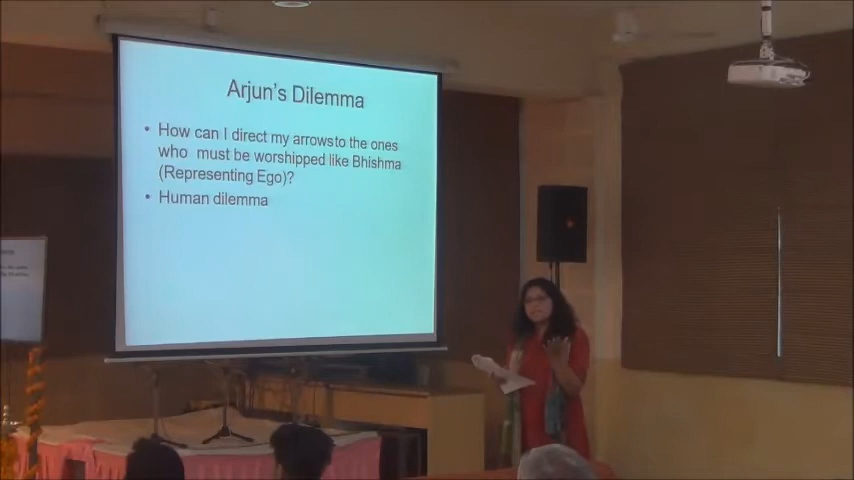 Arjun's Dilemma
• How can I direct my arrowsto the ones
who must be worshipped like Bhishma
(Representing Ego)?
• Human dilemma